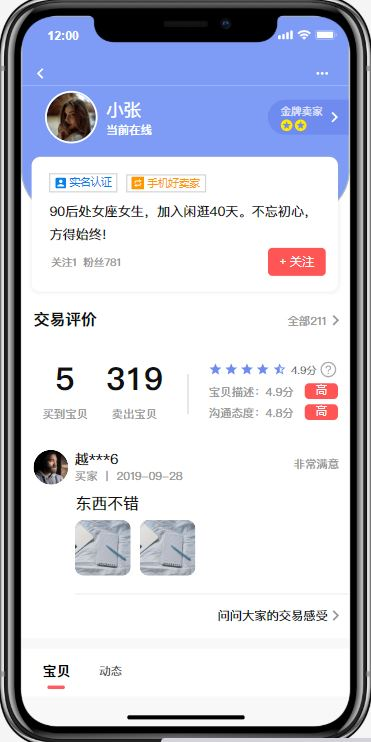 12:00
小张
当前在线
金牌卖家
实名认证
手机好卖家
90后处女座女生，加入闲逛40天。不忘初心，
方得始终!
关注1 粉丝781
+ 关注
交易评价
全部211
5
319
买到宝贝
卖出宝贝
4.9分
宝贝描述：4.9分
高
沟通态度：4.8分
高
越***6
买家 | 2019-09-28
非常满意
东西不错
问问大家的交易感受
宝贝
动态